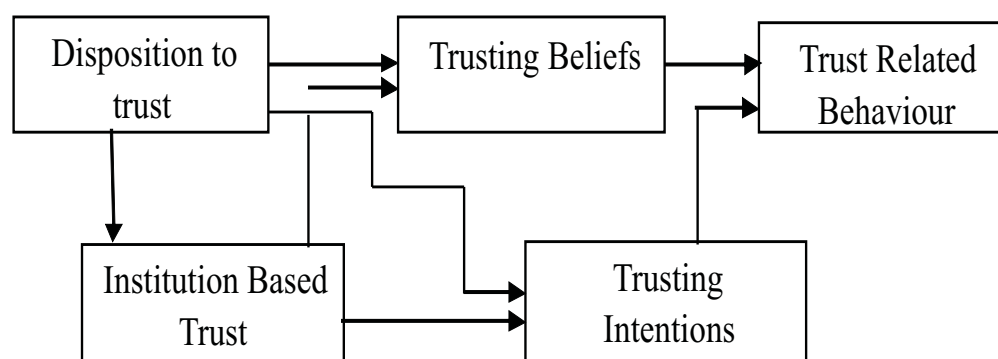 Disposition to
trust
Trusting Beliefs
Trust Related
Behaviour
Institution Based
Trust
Trusting
Intentions